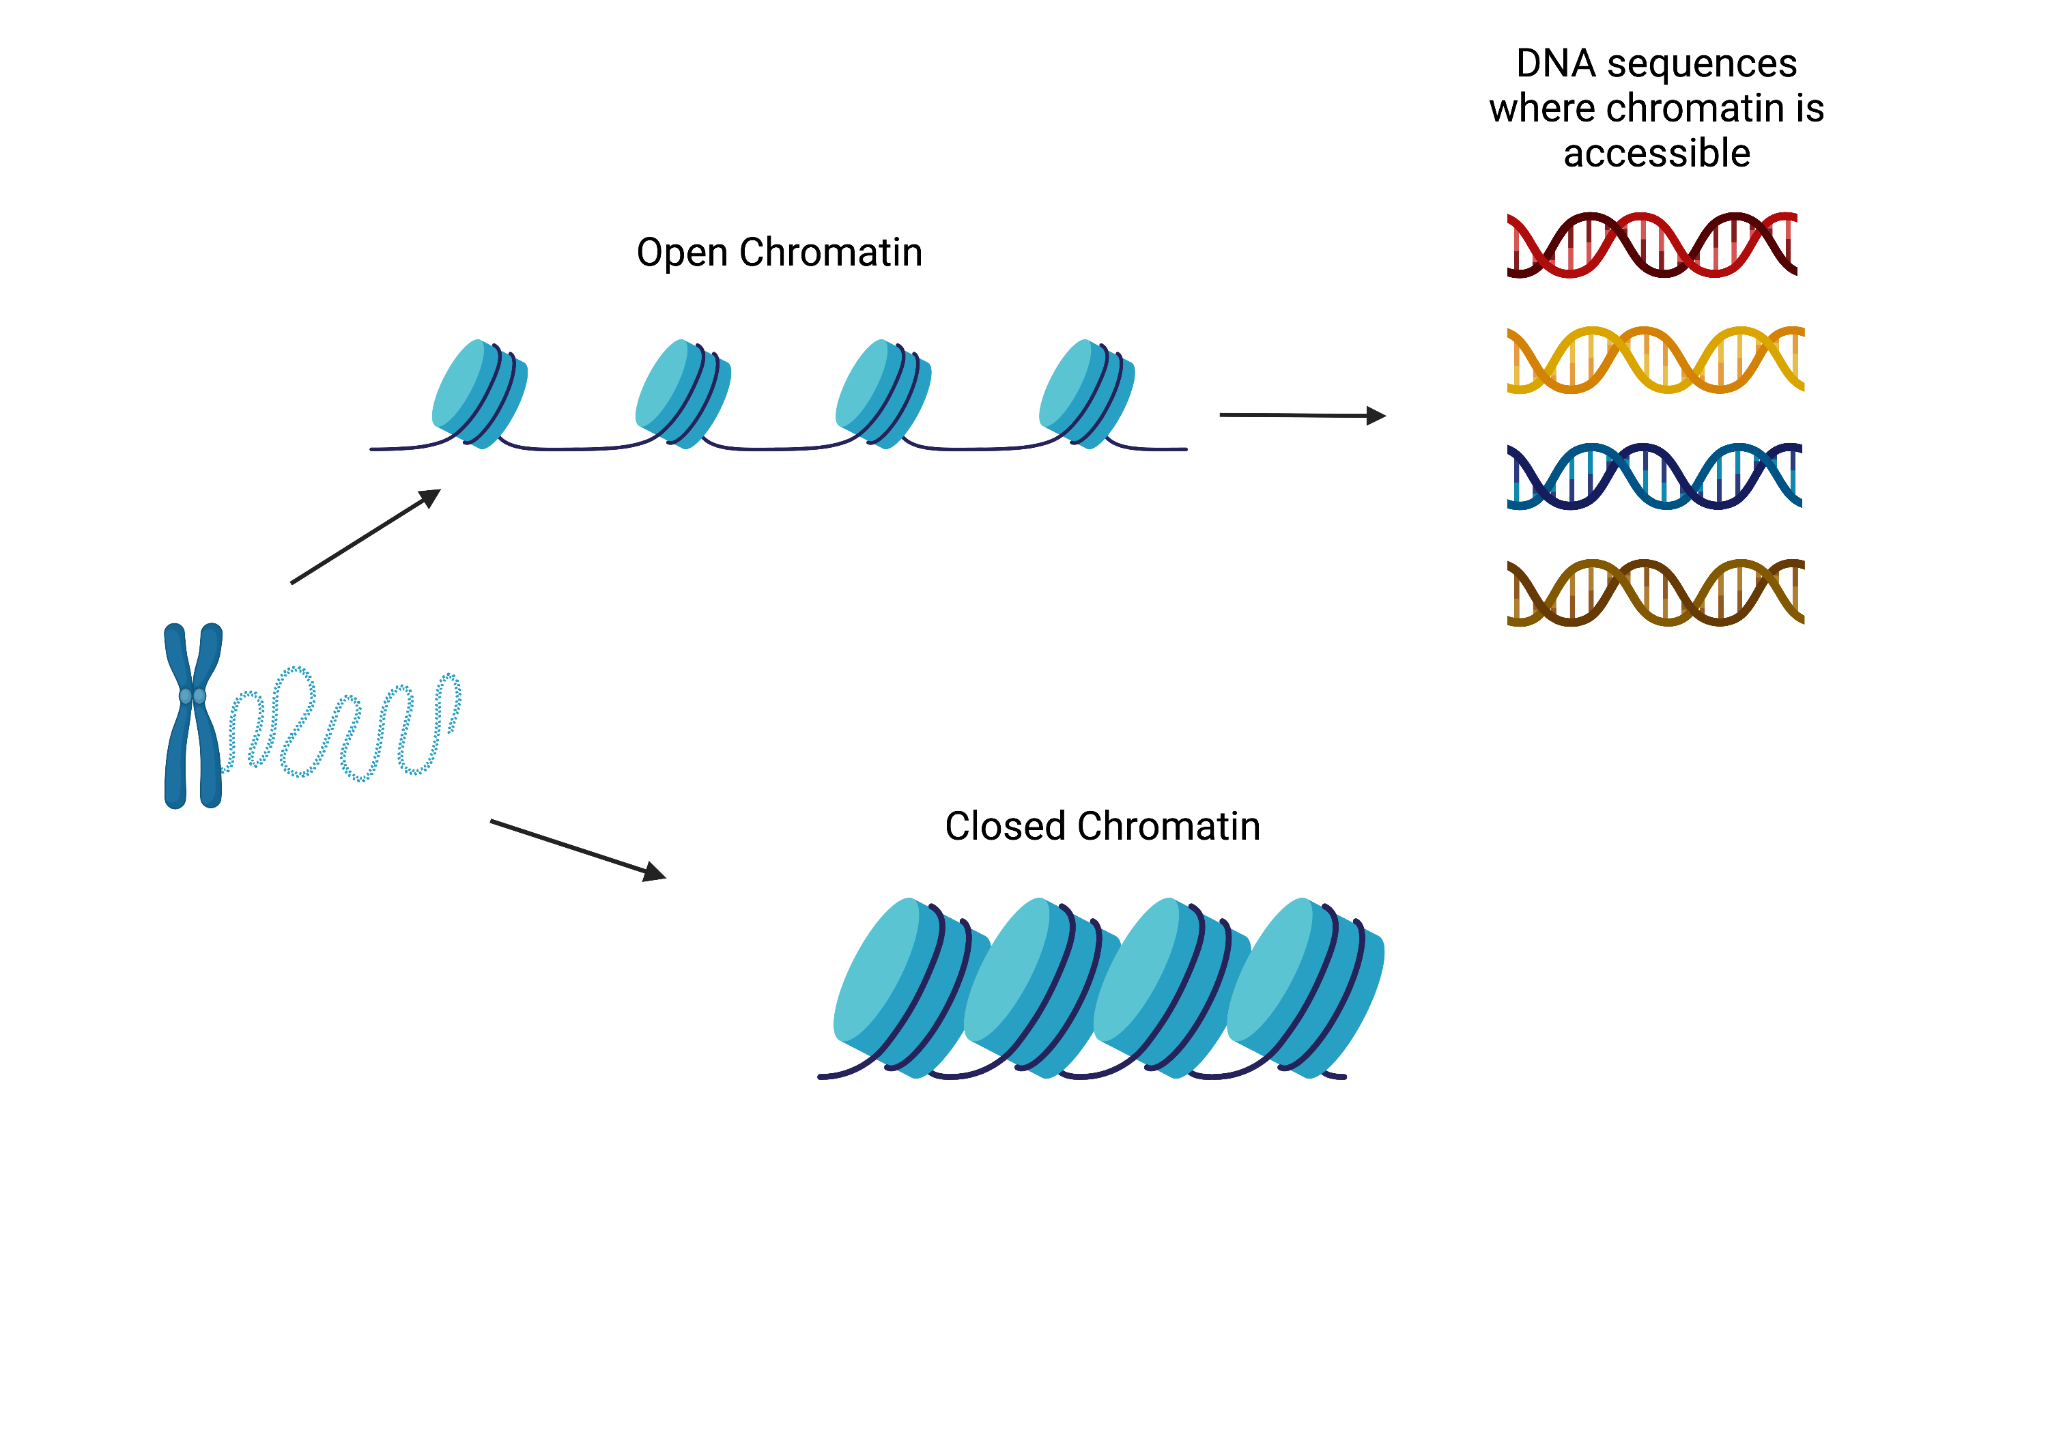 DNA sequences
where chromatin is
accessible
Open Chromatin
Closed Chromatin